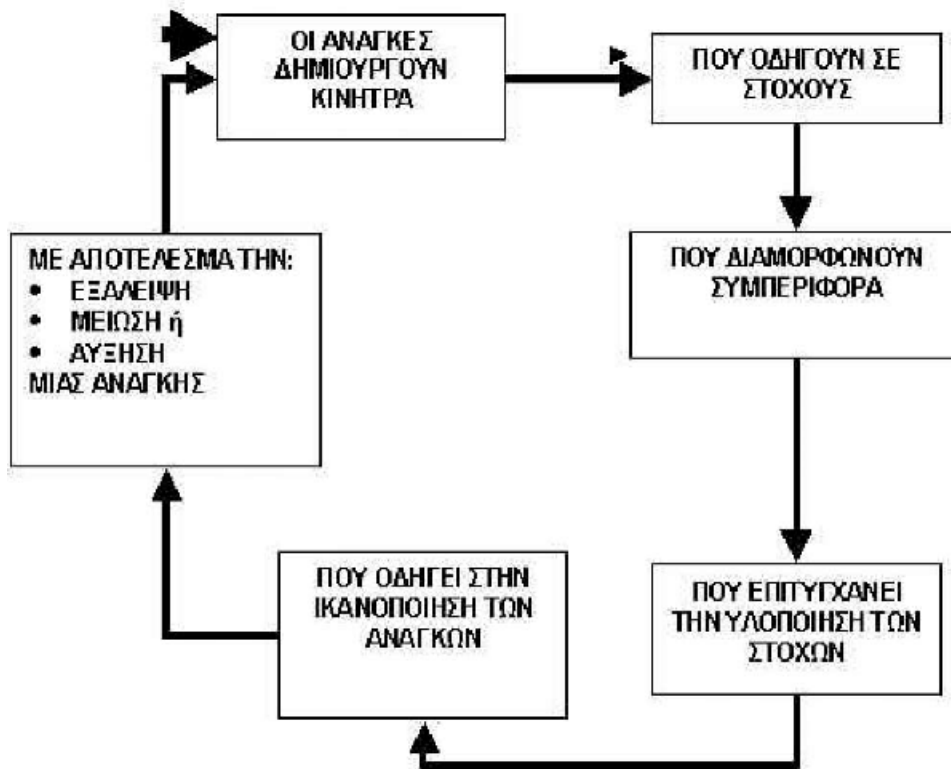 ΟΙ ΑΝΑΓΚΕΣ
ΔΗΜΙΟΥΡΓΟΥΝ
ΚΙΝΗΤΡΑ
ΠΟΥ ΟΔΗΓΟΥΝ ΣΕ
ΣΤΟΧΟΥΣ
ΠΟΥ ΔΙΑΜΟΡΦΩΝΟΥΝ
ΣΥΜΠΕΡΙΦΟΡΑ
ΠΟΥ ΕΠΙΤΥΓΧΑΝΕΙ
ΤΗΝ ΥΛΟΠΟΙΗΣΗ ΤΩΝ
ΣΤΟΧΩΝ
ΠΟΥ ΟΔΗΓΕΙ ΣΤΗΝ
ΙΚΑΝΟΠΟΙΗΣΗ ΤΩΝ
ΑΝΑΓΚΩΝ
ΜΕ ΑΠΟΤΕΛΕΣΜΑ ΤΗΝ:
• ΕΞΑΛΕΙΨΗ
• ΜΕΙΩΣΗ ή
• ΑΥΞΗΣΗ
ΜΙΑΣ ΑΝΑΓΚΗΣ